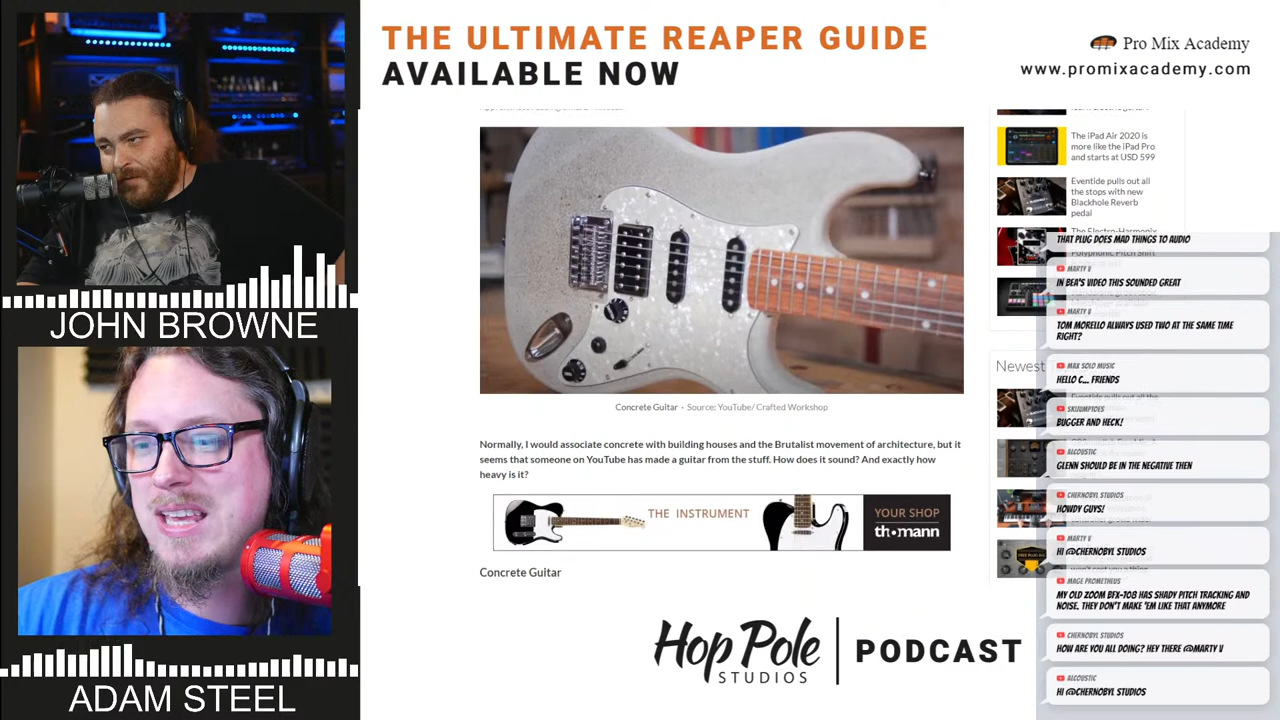 THE ULTIMATE REAPER GUIDE
AVAILABLE NOW
Pro Mix Academy
www.promixacademy.com
JOHN BROWNE
ADAM STEEL
Concrete Guitar • Source: YouTube/ Crafted Workshop
Normally, I would associate concrete with building houses and the Brutalist movement of architecture, but it
seems that someone on YouTube has made a guitar from the stuff. How does it sound? And exactly how
heavy is it?
THE INSTRUMENT
YOUR SHOP
th•mann
Concrete Guitar
Hop Pole
STUDIOS
PODCAST
The iPad Air 2020 is
more like the iPad Pro
and starts at USD 599
Eventide pulls out all
the stops with new
Blackhole Reverb
pedal
The Electro-Harmonix
Newest
THAT PLUG DOES MAD THINGS TO AUDIO
MARTY V
IN BEA'S VIDEO THIS SOUNDED GREAT
MARTY V
TOM MORELLO ALWAYS USED TWO AT THE SAME TIME
RIGHT?
MAX SOLO MUSIC
HELLO C... FRIENDS
SKIJUMPTOES
BUGGER AND HECK!
ALCOUSTIC
GLENN SHOULD BE IN THE NEGATIVE THEN
CHERNOBYL STUDIOS
HOWDY GUYS!
MARTY V
HI @CHERNOBYL STUDIOS
MAGE PROMETHEUS
MY OLD ZOOM BFX-708 HAS SHADY PITCH TRACKING AND
NOISE, THEY DON'T MAKE 'EM LIKE THAT ANYMORE
CHERNOBYL STUDIOS
HOW ARE YOU ALL DOING? HEY THERE @MARTY V
ALCOUSTIC
HI @CHERNOBYL STUDIOS